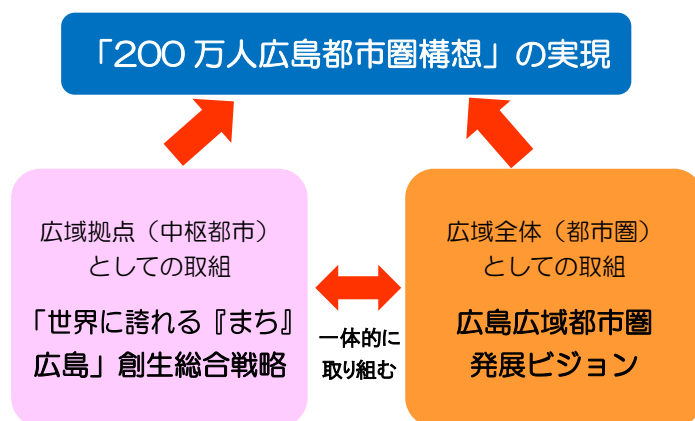 「200万人広島都市圏構想」の実現
広域拠点（中枢都市）
としての取組
「世界に誇れる『まち』
広島」創生総合戦略
一体的に
取り組む
広域全体（都市圏）
としての取組
広島広域都市圏
発展ビジョン